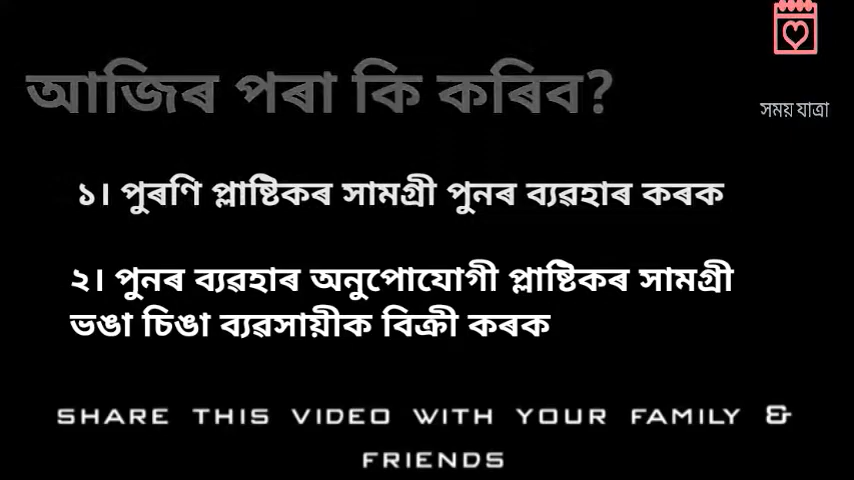 আজিৰ পৰা কি কৰিব?
সময় যাত্ৰা
১। পুৰণি প্লাষ্টিকৰ সামগ্ৰী পুনৰ ব্যৱহাৰ কৰক
২। পুনৰ ব্যৱহাৰ অনুপোযোগী প্লাষ্টিকৰ সামগ্ৰী
ভঙা চিঙা ব্যৱসায়ীক বিক্ৰী কৰক
SHARE THIS VIDEO WITH YOUR FAMILY &
FRIENDS